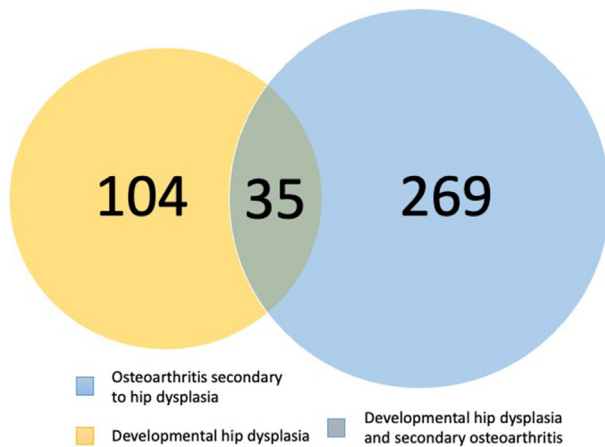 104
35
269
Osteoarthritis secondary
to hip dysplasia
Developmental hip dysplasia
Developmental hip dysplasia
and secondary osteoarthritis